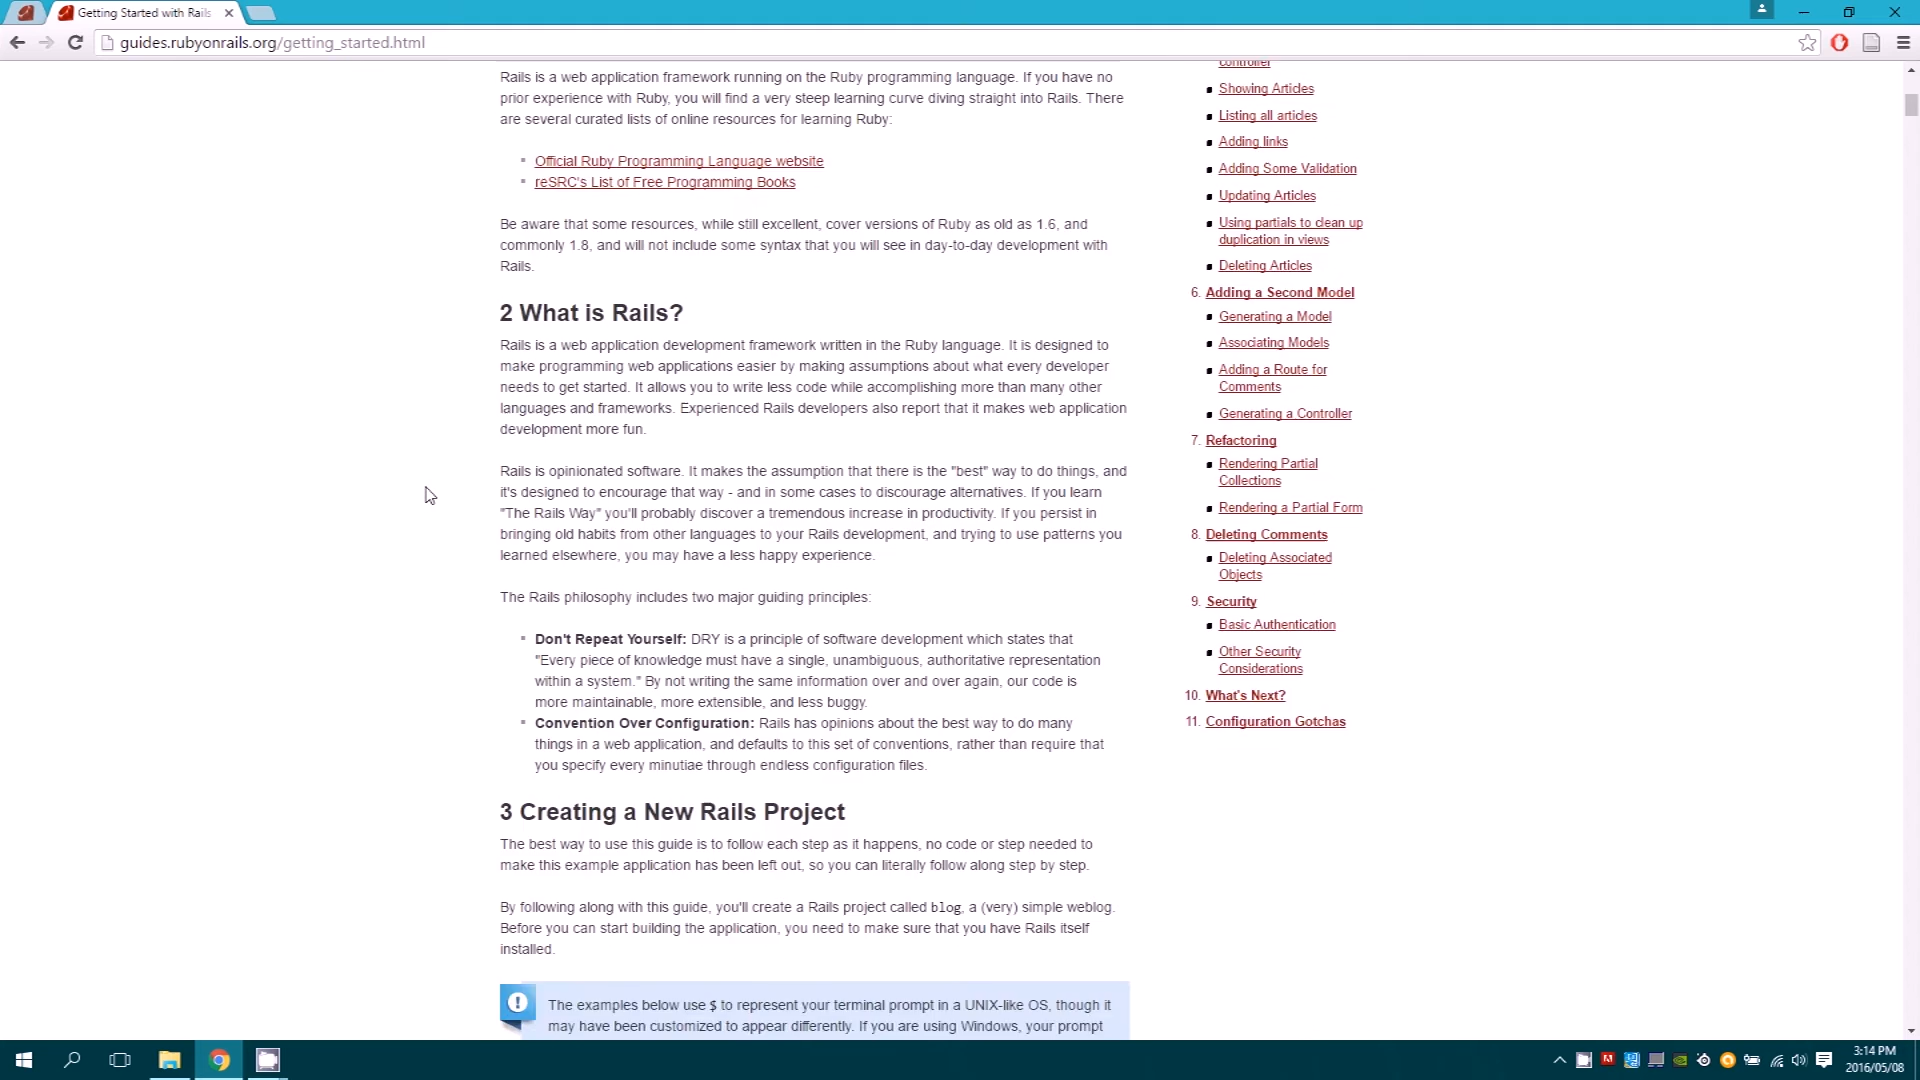 Getting Started with Rails
guides.rubyonrails.org/getting_started.html
Rails is a web application framework running on the Ruby programming language. If you have no
prior experience with Ruby, you will find a very steep learning curve diving straight into Rails. There
are several curated lists of online resources for learning Ruby:
Official Ruby Programming Language website
reSRC's List of Free Programming Books
Be aware that some resources, while still excellent, cover versions of Ruby as old as 1.6, and
commonly 1.8, and will not include some syntax that you will see in day-to-day development with
Rails.
2 What is Rails?
Rails is a web application development framework written in the Ruby language. It is designed to
make programming web applications easier by making assumptions about what every developer
needs to get started. It allows you to write less code while accomplishing more than many other
languages and frameworks. Experienced Rails developers also report that it makes web application
development more fun.
Rails is opinionated software. It makes the assumption that there is the "best" way to do things, and
it's designed to encourage that way - and in some cases to discourage alternatives. If you learn
"The Rails Way" you'll probably discover a tremendous increase in productivity. If you persist in
bringing old habits from other languages to your Rails development, and trying to use patterns you
learned elsewhere, you may have a less happy experience.
The Rails philosophy includes two major guiding principles:
Don't Repeat Yourself: DRY is a principle of software development which states that
"Every piece of knowledge must have a single, unambiguous, authoritative representation
within a system." By not writing the same information over and over again, our code is
more maintainable, more extensible, and less buggy.
Convention Over Configuration: Rails has opinions about the best way to do many
things in a web application, and defaults to this set of conventions, rather than require that
you specify every minutiae through endless configuration files.
3 Creating a New Rails Project
The best way to use this guide is to follow each step as it happens, no code or step needed to
make this example application has been left out, so you can literally follow along step by step.
By following along with this guide, you'll create a Rails project called blog, a (very) simple weblog.
Before you can start building the application, you need to make sure that you have Rails itself
installed.
The examples below use $ to represent your terminal prompt in a UNIX-like OS, though it
may have been customized to appear differently. If you are using Windows, your prompt
controller
Showing Articles
Listing all articles
Adding links
Adding Some Validation
Updating Articles
Using partials to clean up
duplication in views
Deleting Articles
6. Adding a Second Model
Generating a Model
Associating Models
Adding a Route for
Comments
Generating a Controller
7. Refactoring
Rendering Partial
Collections
Rendering a Partial Form
8. Deleting Comments
Deleting Associated
Objects
9. Security
Basic Authentication
Other Security
Considerations
10. What's Next?
11. Configuration Gotchas
3:14 PM
2016/05/08